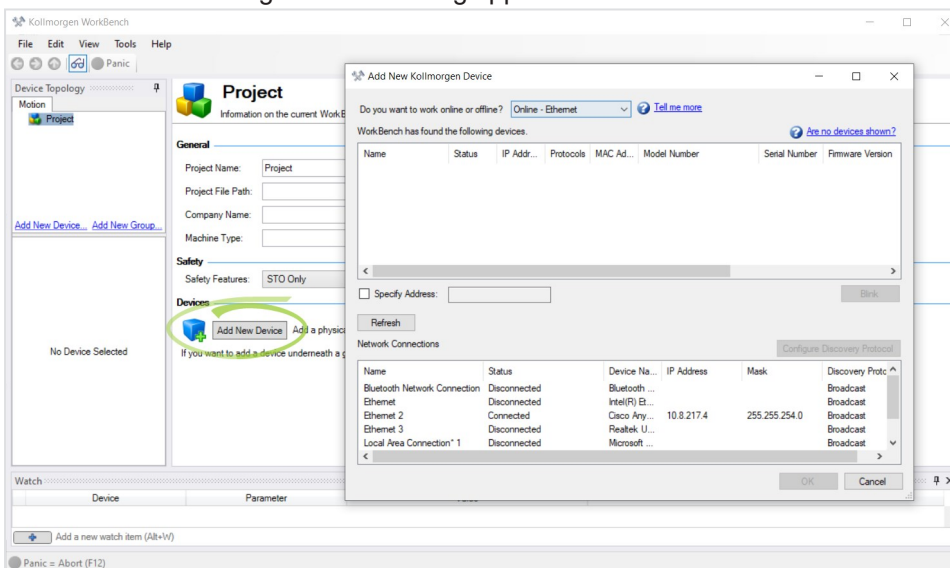 Kollmorgen WorkBench
File Edit View Tools Help
Panic
Device Topology
Motion
Project
Add New Device... Add New Group...
No Device Selected
Project
Information on the current WorkB
General
Project Name: Project
Project File Path:
Company Name:
Machine Type:
Safety
Safety Features: STO Only
Devices
Add New Device Add a physica
If you want to add a device underneath a g
Add New Kollmorgen Device
Do you want to work online or offline? Online - Ethernet Tell me more
WorkBench has found the following devices. Are no devices shown?
Name Status IP Addr... Protocols MAC Ad... Model Number Serial Number Firmware Version
Specify Address: Blink
Refresh
Network Connections Configure Discovery Protocol
Name Status Device Na... IP Address Mask Discovery Protc
Bluetooth Network Connection Disconnected Bluetooth ... Broadcast
Ethernet Disconnected Intel(R) Et... Broadcast
Ethernet 2 Connected Cisco Any... 10.8.217.4 255.255.254.0 Broadcast
Ethernet 3 Disconnected Realtek U... Broadcast
Local Area Connection* 1 Disconnected Microsoft ... Broadcast
OK Cancel
Watch
Device Parameter
Add a new watch item (Alt+W)
Panic = Abort (F12)